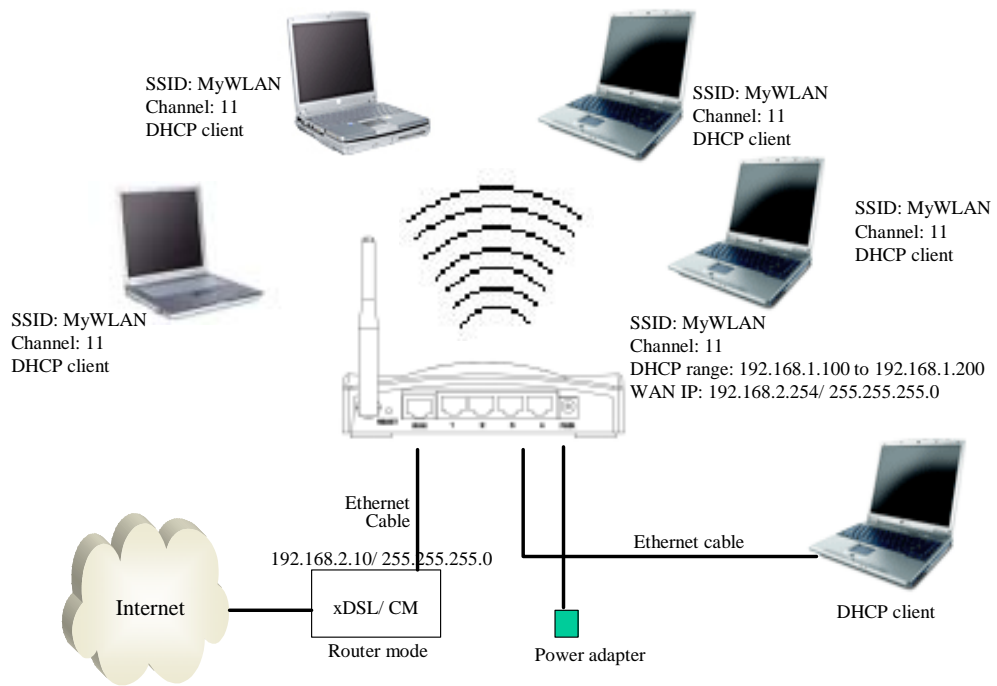 SSID: MyWLAN
Channel: 11
DHCP client
SSID: MyWLAN
Channel: 11
DHCP client
SSID: MyWLAN
Channel: 11
DHCP client
SSID: MyWLAN
Channel: 11
DHCP client
SSID: MyWLAN
Channel: 11
DHCP range: 192.168.1.100 to 192.168.1.200
WAN IP: 192.168.2.254/ 255.255.255.0
Ethernet
Cable
192.168.2.10/ 255.255.255.0
Internet
xDSL/ CM
Router mode
Ethernet cable
Power adapter
DHCP client